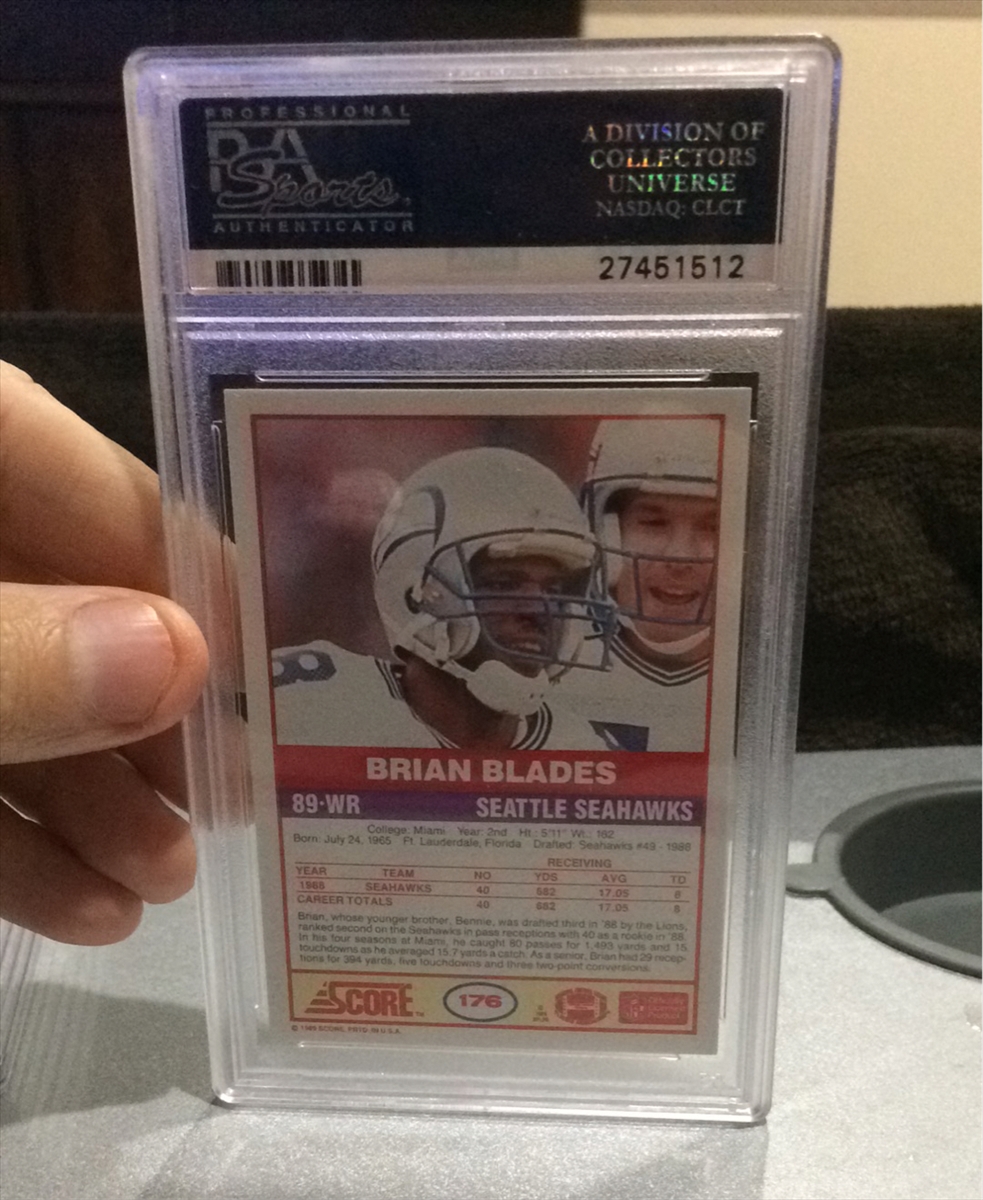 PROFESSIONAL
PSA
Sports
AUTHENTICATOR
A DIVISION OF
COLLECTORS
UNIVERSE
NASDAQ: CLCT
27451512
BRIAN BLADES
89·WR SEATTLE SEAHAWKS
College: Miami Year: 2nd Ht.: 5'11" Wt.: 182
Born: July 24, 1965 Ft. Lauderdale, Florida Drafted: Seahawks #49 - 1988
RECEIVING
YEAR TEAM NO YDS AVG TD
1988 SEAHAWKS 40 682 17.05 8
CAREER TOTALS 40 682 17.05 8
Brian, whose younger brother, Bennie, was drafted third in '88 by the Lions,
ranked second on the Seahawks in pass receptions with 40 as a rookie in '88.
In his four seasons at Miami, he caught 80 passes for 1,493 yards and 15
touchdowns as he averaged 15.7 yards a catch. As a senior, Brian had 29 recep-
tions for 394 yards, five touchdowns and three two-point conversions.
SCORE™ 176
© 1989 SCORE, PRTD. IN U.S.A.